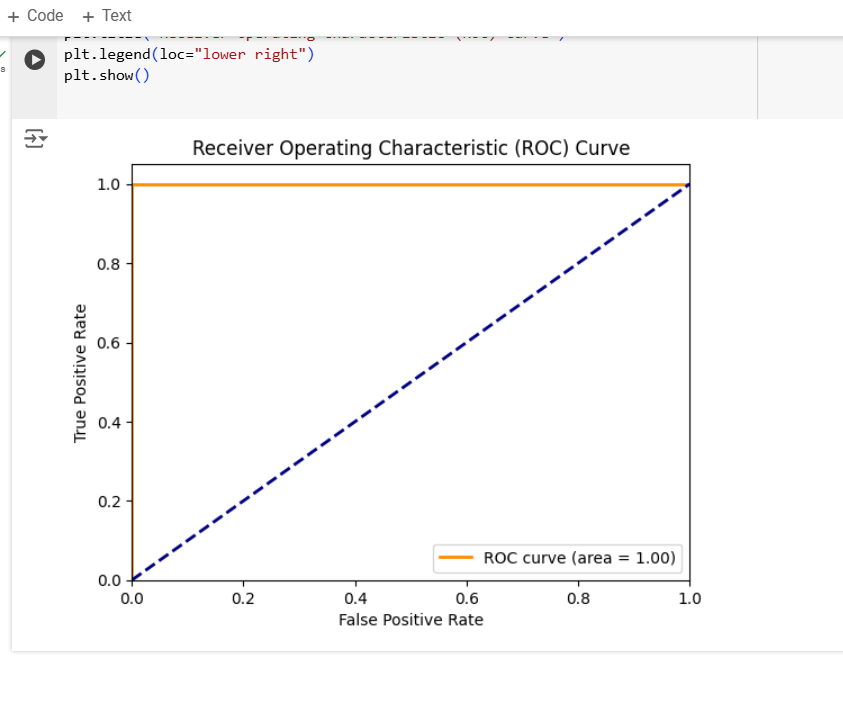 + Code + Text
plt.legend(loc="lower right")
plt.show()
s
Receiver Operating Characteristic (ROC) Curve
1.0
0.8
0.6
0.4
0.2
0.0
True Positive Rate
ROC curve (area = 1.00)
0.0 0.2 0.4 0.6 0.8 1.0
False Positive Rate